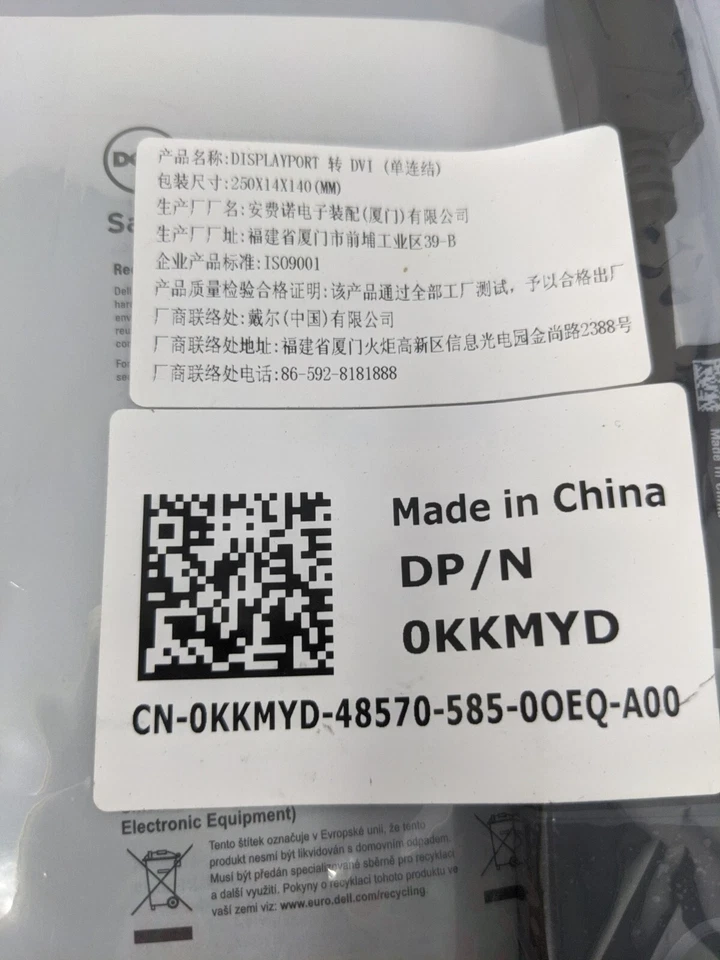 产品名称:DISPLAYPORT 转 DVI (单连结)
包装尺寸:250X14X140(MM)
生产厂厂名:安费诺电子装配(厦门)有限公司
生产厂厂址:福建省厦门市前埔工业区39-B
企业产品标准:ISO9001
产品质量检验合格证明:该产品通过全部工厂测试，予以合格出厂
厂商联络处:戴尔(中国)有限公司
厂商联络处地址:福建省厦门火炬高新区信息光电园金尚路2388号
厂商联络处电话:86-592-8181888
Made in China
DP/N
0KKMYD
CN-0KKMYD-48570-585-0OEQ-A00
Electronic Equipment)
Tento štítek označuje v Evropské unii, že tento
produkt nesmí být likvidován s domovním odpadem.
Musí být předán specializované sběrně pro recyklaci
a další využití. Pokyny o recyklaci tohoto produktu ve
vaší zemi viz: www.euro.dell.com/recycling
Made